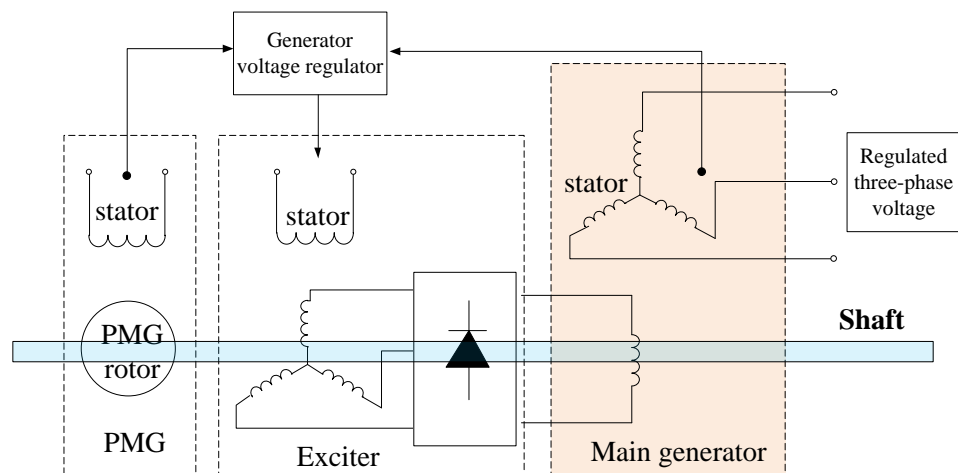 Generator
voltage regulator
stator
stator
stator
Regulated
three-phase
voltage
Shaft
PMG
rotor
PMG
Exciter
Main generator